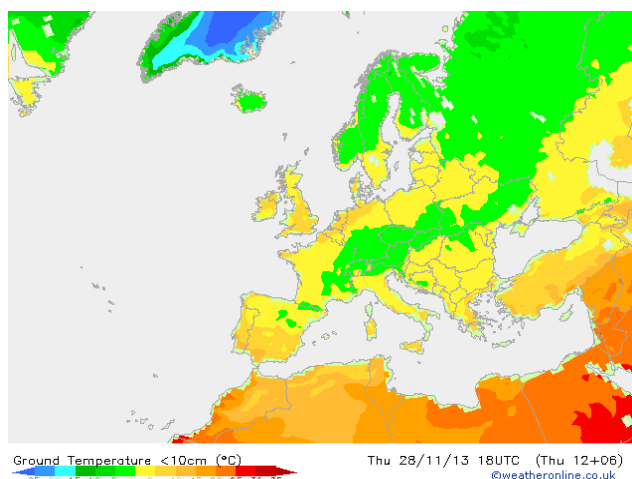 Ground Temperature <10cm (°C)
Thu 28/11/13 18UTC (Thu 12+06)
©weatheronline.co.uk